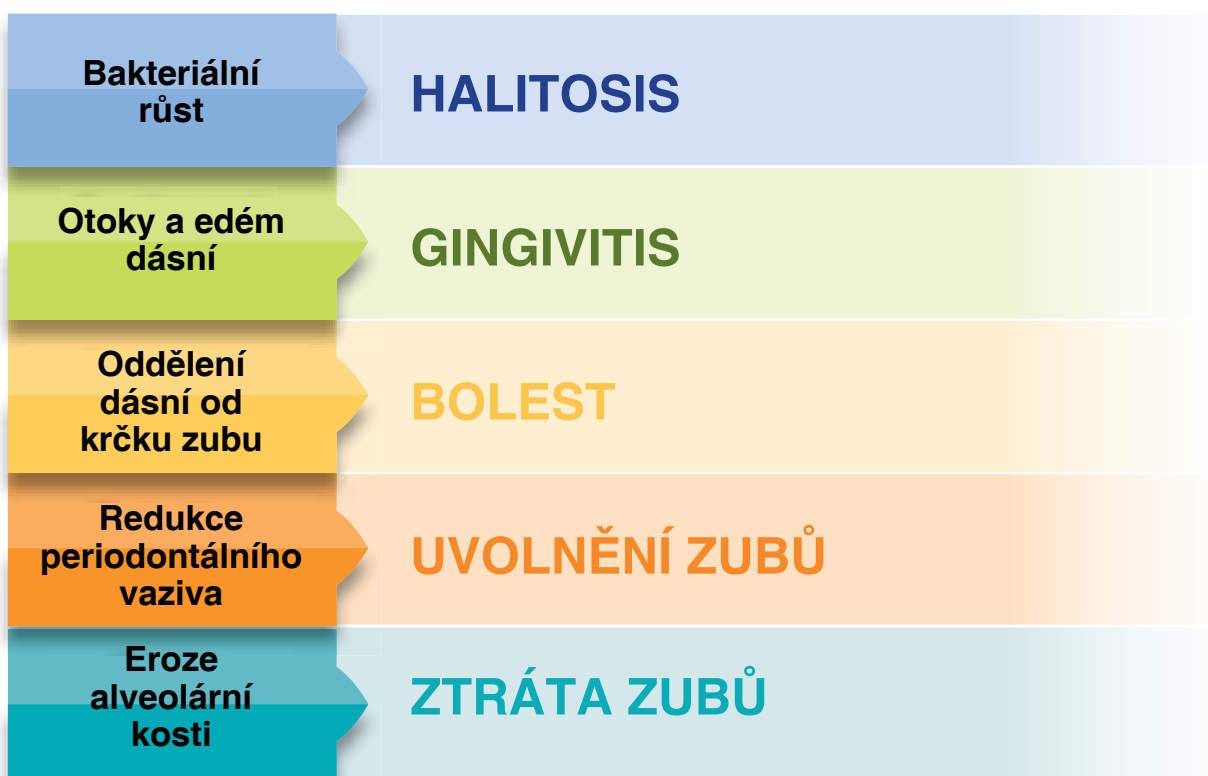 Bakteriální
růst
HALITOSIS
Otoky a edém
dásní
GINGIVITIS
Oddělení
dásní od
krčku zubu
BOLEST
Redukce
periodontálního
vaziva
UVOLNĚNÍ ZUBŮ
Eroze
alveolární
kosti
ZTRÁTA ZUBŮ